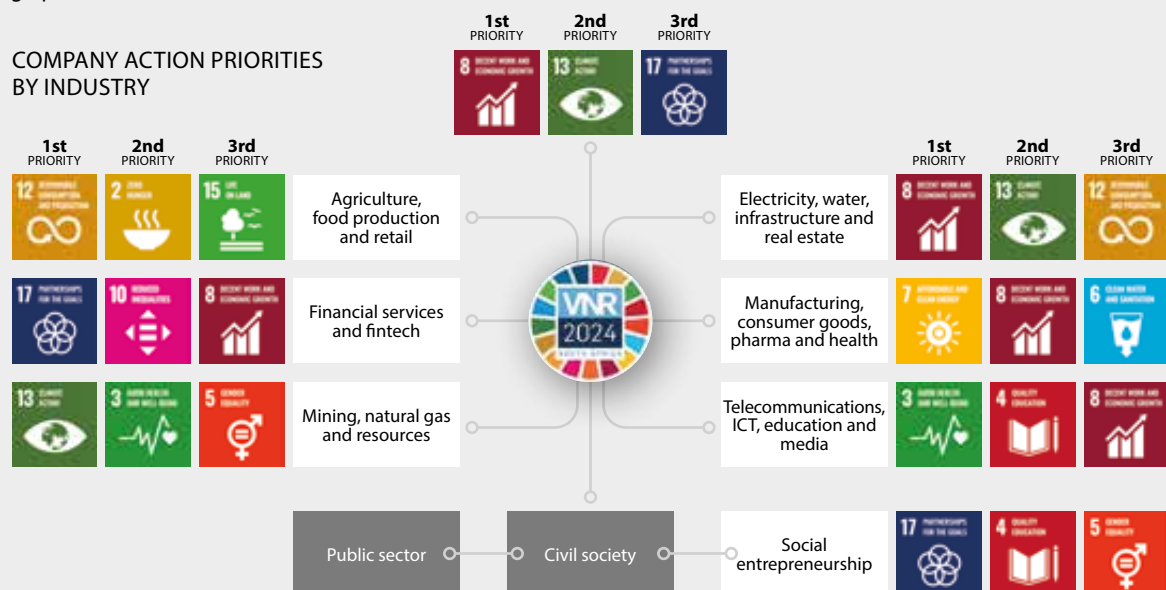 1st
PRIORITY
2nd
PRIORITY
3rd
PRIORITY
COMPANY ACTION PRIORITIES
BY INDUSTRY
8 DECENT WORK AND
ECONOMIC GROWTH
13 CLIMATE
ACTION
17 PARTNERSHIPS
FOR THE GOALS
1st
PRIORITY
2nd
PRIORITY
3rd
PRIORITY
12 RESPONSIBLE
CONSUMPTION
AND PRODUCTION
2 ZERO
HUNGER
15 LIFE
ON LAND
Agriculture,
food production
and retail
17 PARTNERSHIPS
FOR THE GOALS
10 REDUCED
INEQUALITIES
8 DECENT WORK AND
ECONOMIC GROWTH
Financial services
and fintech
13 CLIMATE
ACTION
3 GOOD HEALTH
AND WELL-BEING
5 GENDER
EQUALITY
Mining, natural gas
and resources
VNR
2024
SOUTH AFRICA
1st
PRIORITY
2nd
PRIORITY
3rd
PRIORITY
Electricity, water,
infrastructure and
real estate
8 DECENT WORK AND
ECONOMIC GROWTH
13 CLIMATE
ACTION
12 RESPONSIBLE
CONSUMPTION
AND PRODUCTION
Manufacturing,
consumer goods,
pharma and health
7 AFFORDABLE AND
CLEAN ENERGY
8 DECENT WORK AND
ECONOMIC GROWTH
6 CLEAN WATER
AND SANITATION
Telecommunications,
ICT, education and
media
3 GOOD HEALTH
AND WELL-BEING
4 QUALITY
EDUCATION
8 DECENT WORK AND
ECONOMIC GROWTH
Public sector
Civil society
Social
entrepreneurship
17 PARTNERSHIPS
FOR THE GOALS
4 QUALITY
EDUCATION
5 GENDER
EQUALITY